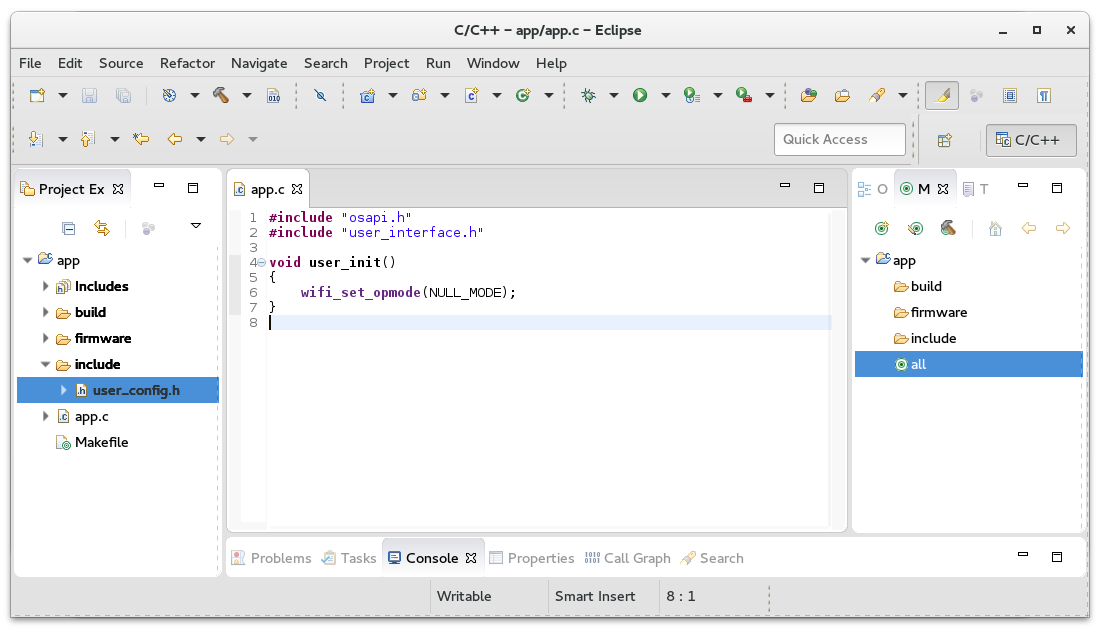 C/C++ – app/app.c – Eclipse
File Edit Source Refactor Navigate Search Project Run Window Help
010
Quick Access
C/C++
Project Ex
app
Includes
build
firmware
include
user_config.h
app.c
Makefile
app.c
1 #include "osapi.h"
2 #include "user_interface.h"
3
4 void user_init()
5 {
6 wifi_set_opmode(NULL_MODE);
7 }
8
O M T
app
build
firmware
include
all
Problems Tasks Console Properties Call Graph Search
Writable Smart Insert 8 : 1